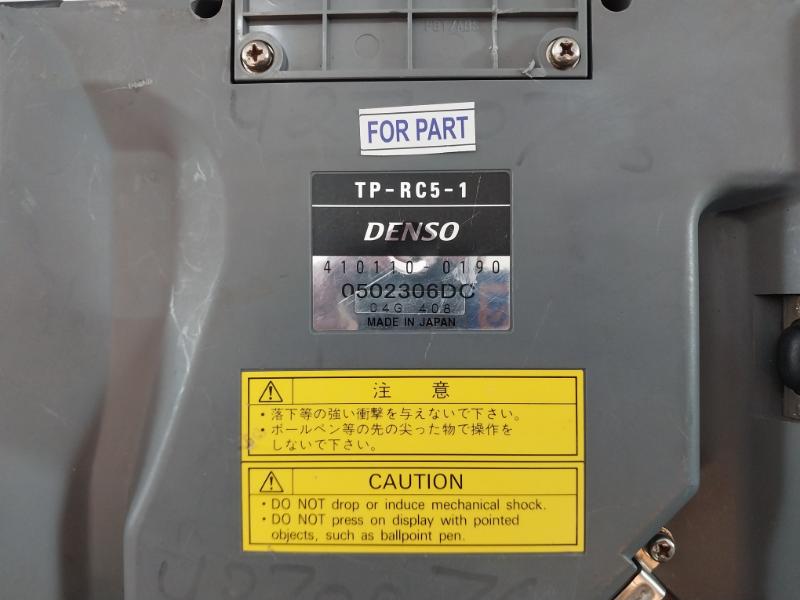 PBT/ABS
FOR PART
TP-RC5-1
DENSO
410110-0190
0502306DC
04G 408
MADE IN JAPAN
注 意
・落下等の強い衝撃を与えないで下さい。
・ボールペン等の先の尖った物で操作を
しないで下さい。
CAUTION
・DO NOT drop or induce mechanical shock.
・DO NOT press on display with pointed
objects, such as ballpoint pen.